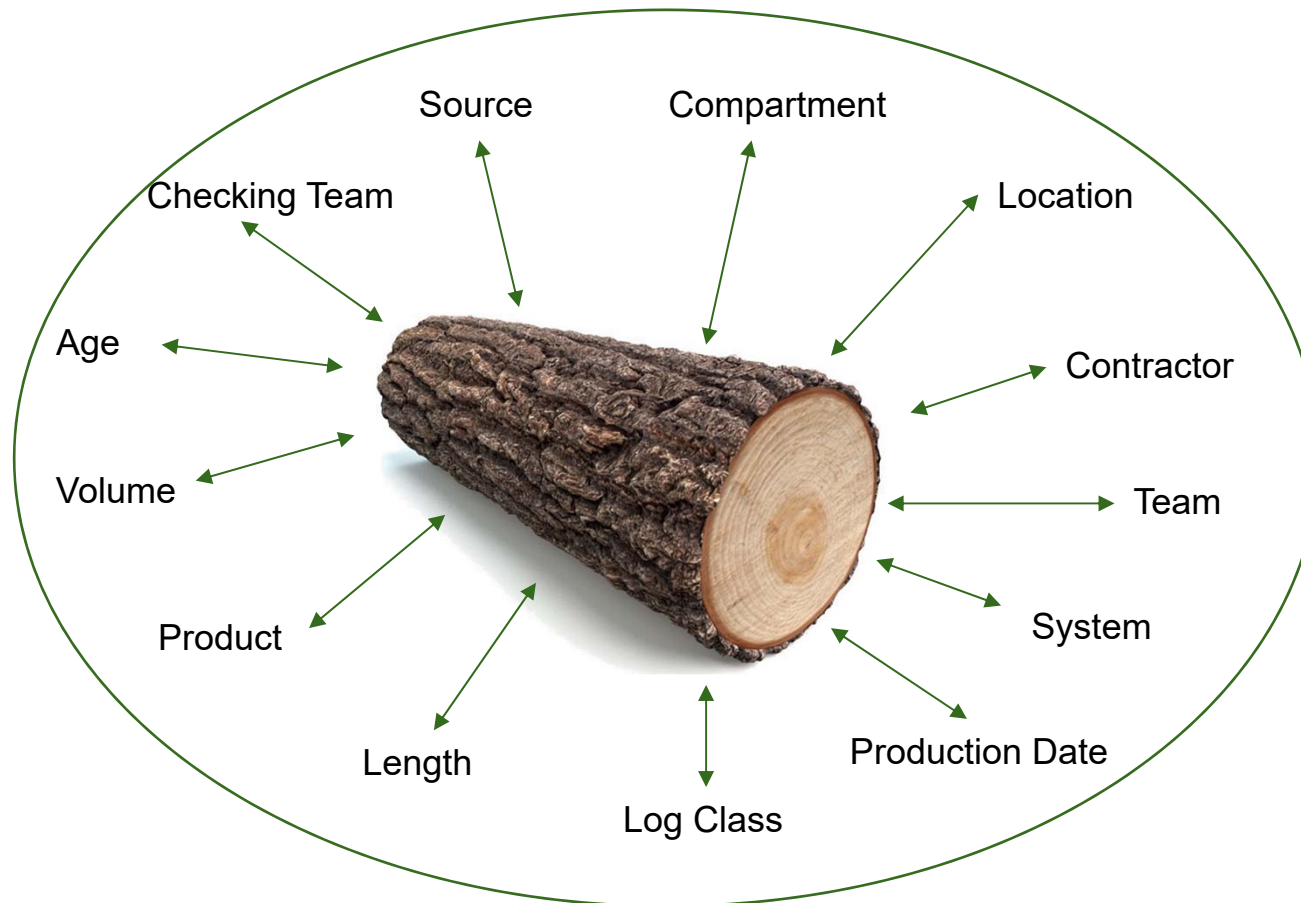 Source
Compartment
Checking Team
Location
Age
Contractor
Volume
Team
Product
System
Length
Production Date
Log Class